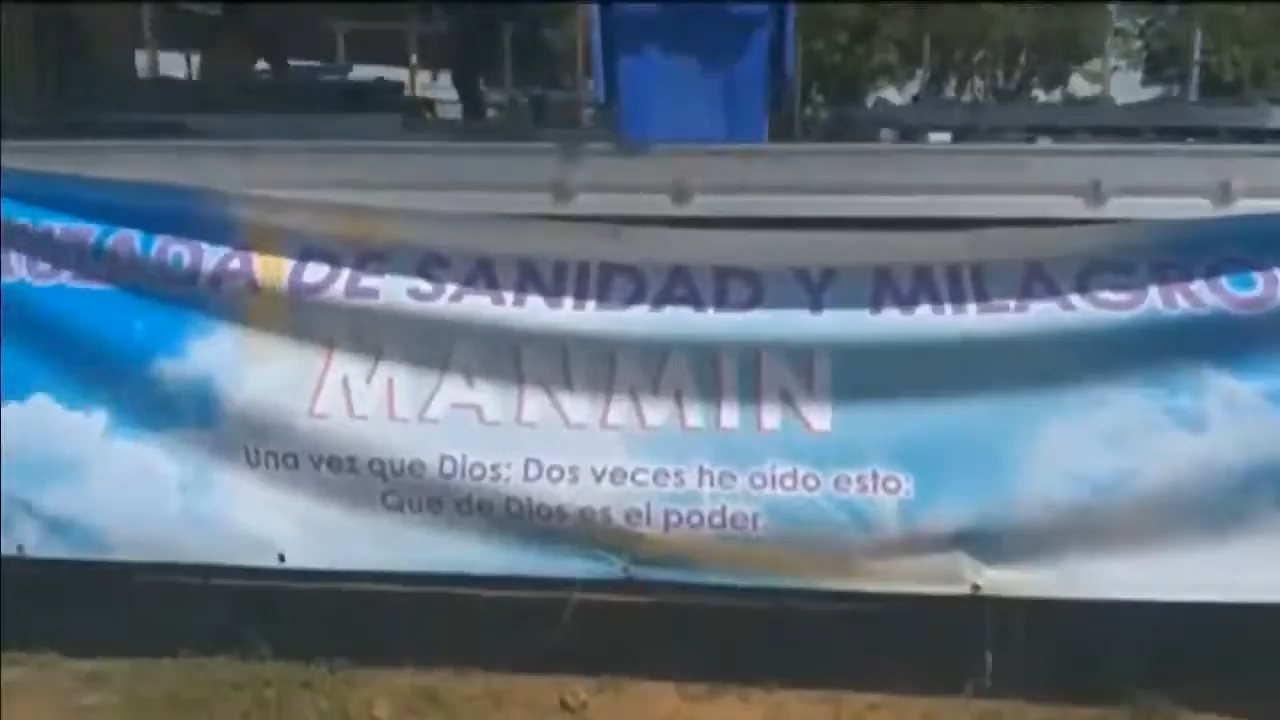 DE SANIDAD Y MILAGRO
MANMIN
Una vez que Dios; Dos veces he oído esto:
Que de Dios es el poder.